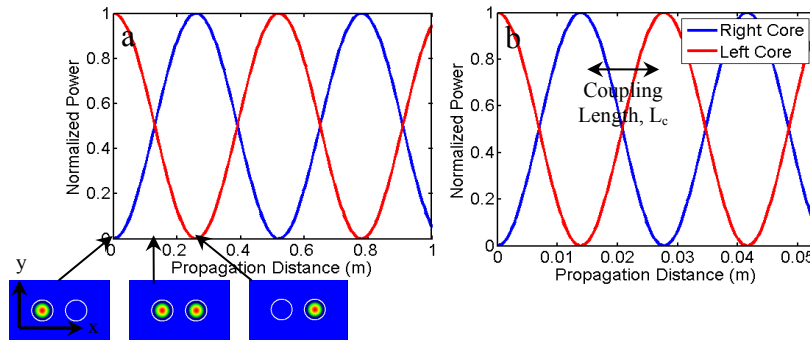 a
Normalized Power
1
0.8
0.6
0.4
0.2
0
0 0.2 0.4 0.6 0.8 1
Propagation Distance (m)
y
x
b
Normalized Power
1
0.8
0.6
0.4
0.2
0
0 0.01 0.02 0.03 0.04 0.05
Propagation Distance (m)
Right Core
Left Core
Coupling
Length, Lc